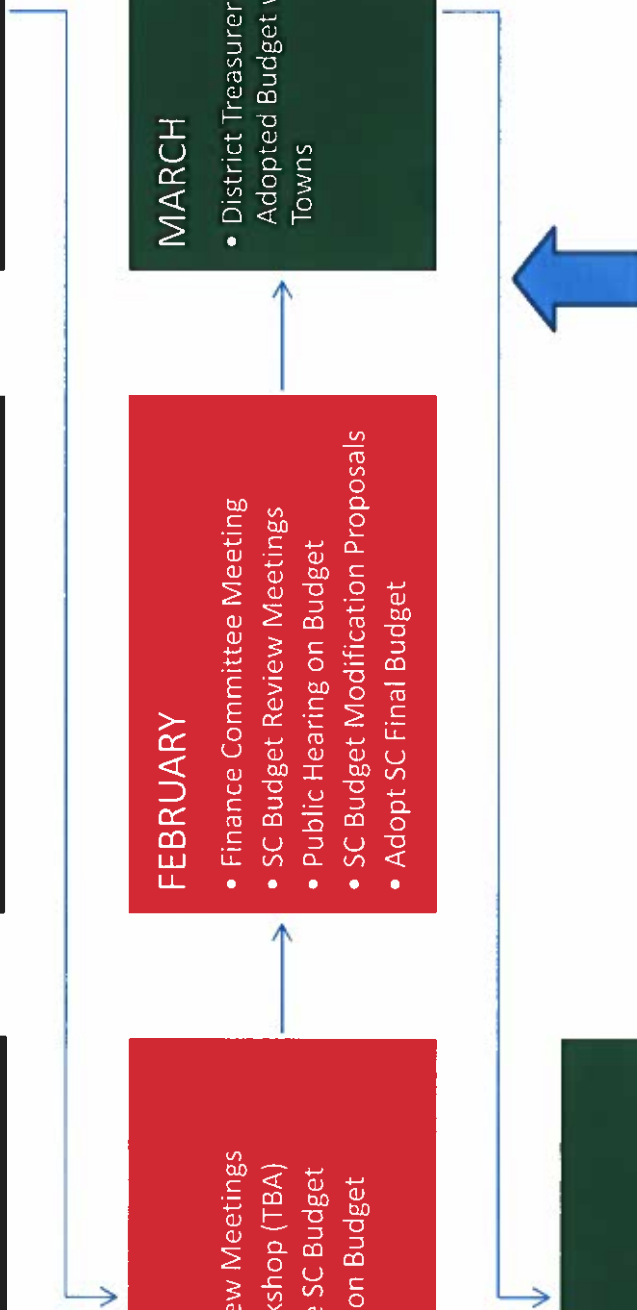 ew Meetings
kshop (TBA)
e SC Budget
on Budget
FEBRUARY
• Finance Committee Meeting
• SC Budget Review Meetings
• Public Hearing on Budget
• SC Budget Modification Proposals
• Adopt SC Final Budget
MARCH
• District Treasurer
Adopted Budget
Towns